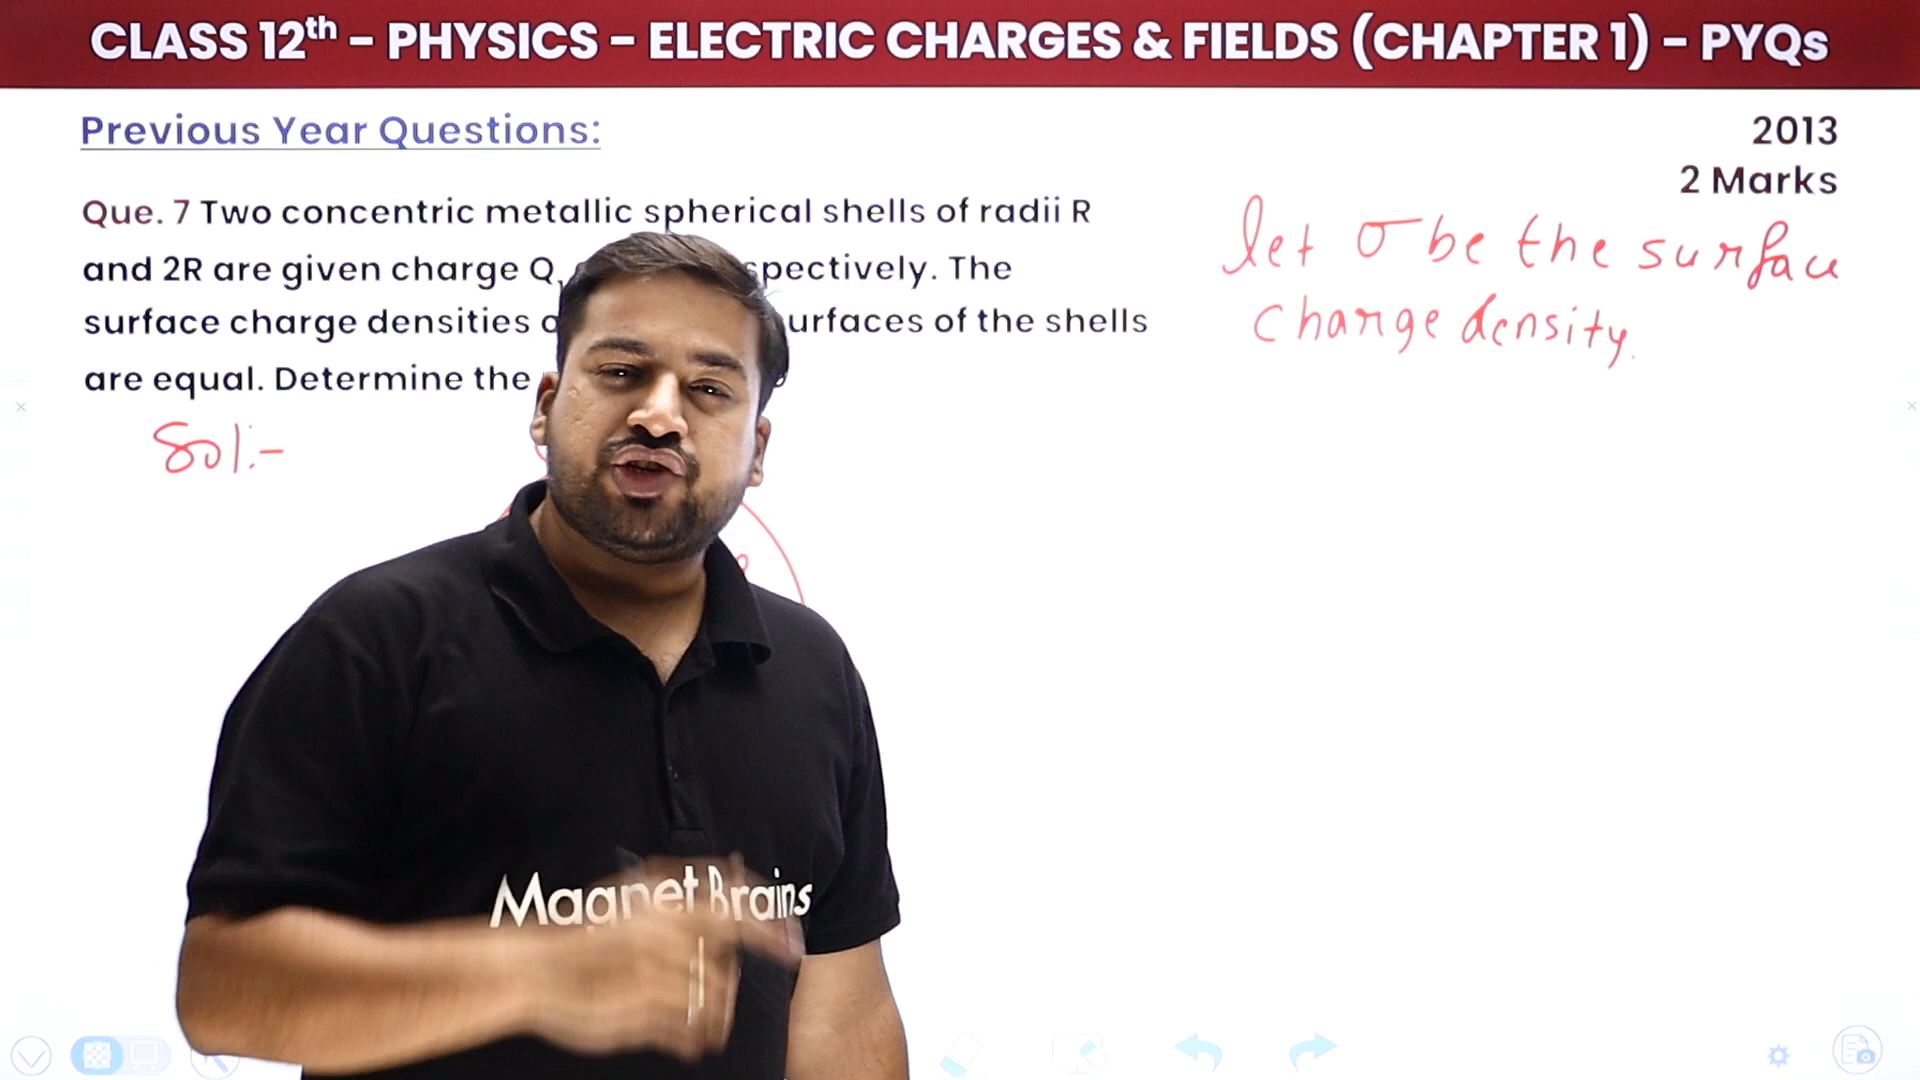 CLASS 12th - PHYSICS - ELECTRIC CHARGES & FIELDS (CHAPTER 1) - PYQs
Previous Year Questions:
2013
2 Marks
Que. 7 Two concentric metallic spherical shells of radii R
and 2R are given charge Q, spectively. The
surface charge densities urfaces of the shells
are equal. Determine the
let σ be the surface
charge density.
Sol:-
Magnet Brains